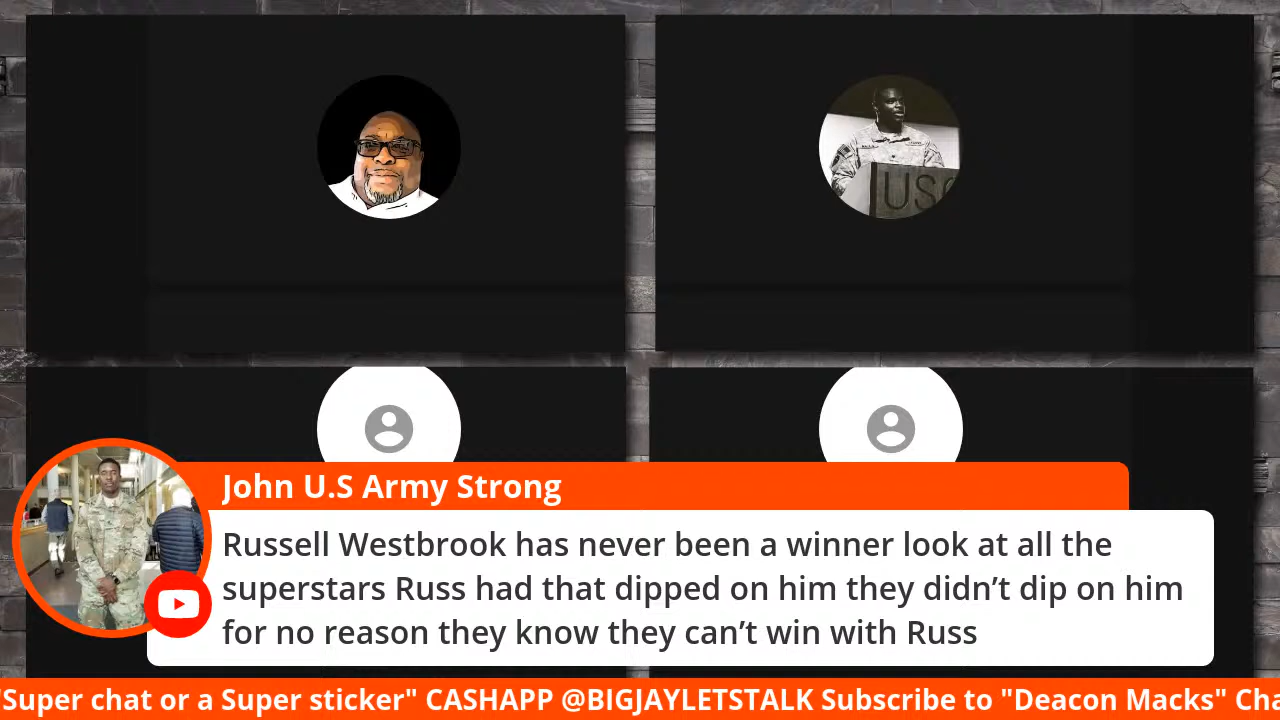 US
John U.S Army Strong
Russell Westbrook has never been a winner look at all the
superstars Russ had that dipped on him they didn’t dip on him
for no reason they know they can’t win with Russ
"Super chat or a Super sticker" CASHAPP @BIGJAYLETSTALK Subscribe to "Deacon Macks" Cha